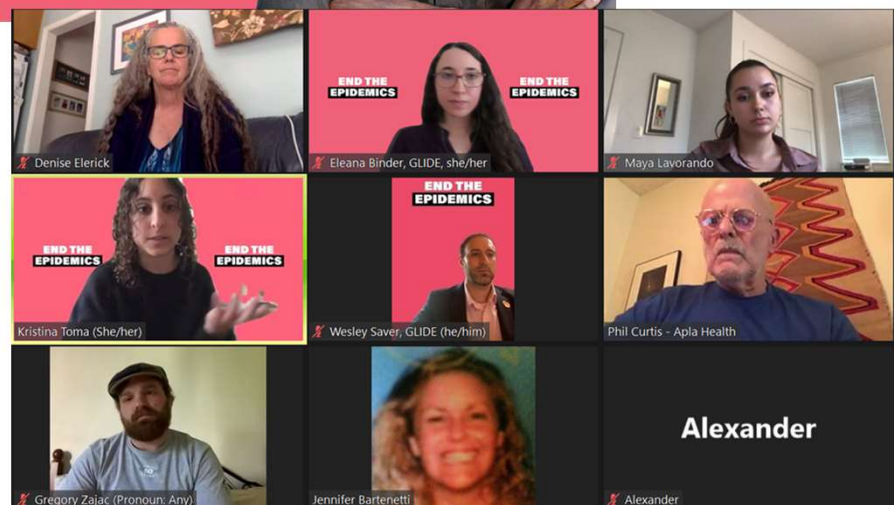 Denise Elerick
END THE
EPIDEMICS
END THE
EPIDEMICS
Eleana Binder, GLIDE, she/her
Maya Lavorando
END THE
EPIDEMICS
END THE
EPIDEMICS
Kristina Toma (She/her)
END THE
EPIDEMICS
Wesley Saver, GLIDE (he/him)
Phil Curtis - Apla Health
Gregory Zajac (Pronoun: Any)
Jennifer Bartenetti
Alexander
Alexander